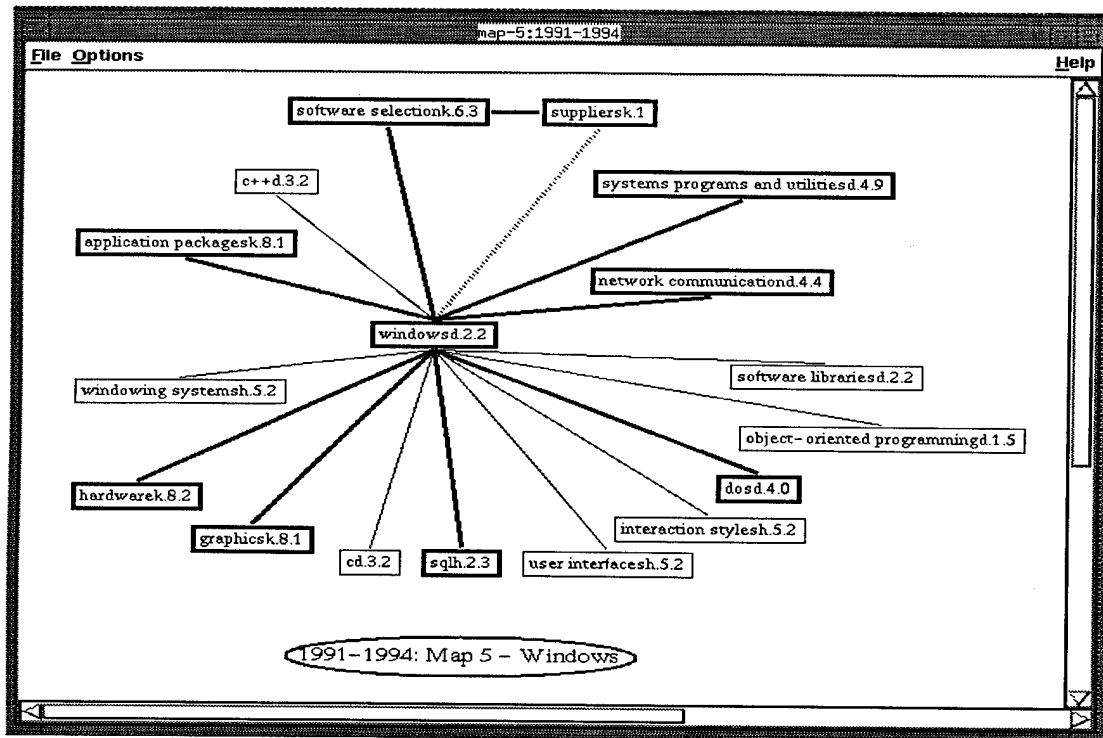 map-5:1991-1994
File Options
Help
software selectionk.6.3
suppliersk.1
c++d.3.2
systems programs and utilitiesd.4.9
application packagesk.8.1
network communicationd.4.4
windowsd.2.2
windowing systemsh.5.2
software librariesd.2.2
object-oriented programmingd.1.5
hardwarek.8.2
dosd.4.0
graphicsk.8.1
interaction stylesh.5.2
cd.3.2
sqlh.2.3
user interfacesh.5.2
1991-1994: Map 5 - Windows